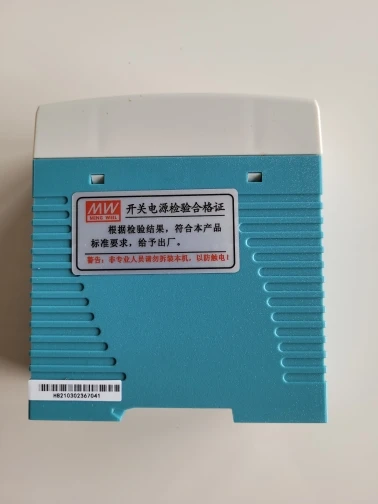 MW
MING WEIL
开关电源检验合格证
根据检验结果，符合本产品
标准要求，给予出厂。
警告：非专业人员请勿拆装本机，以防触电！
HB210302367041